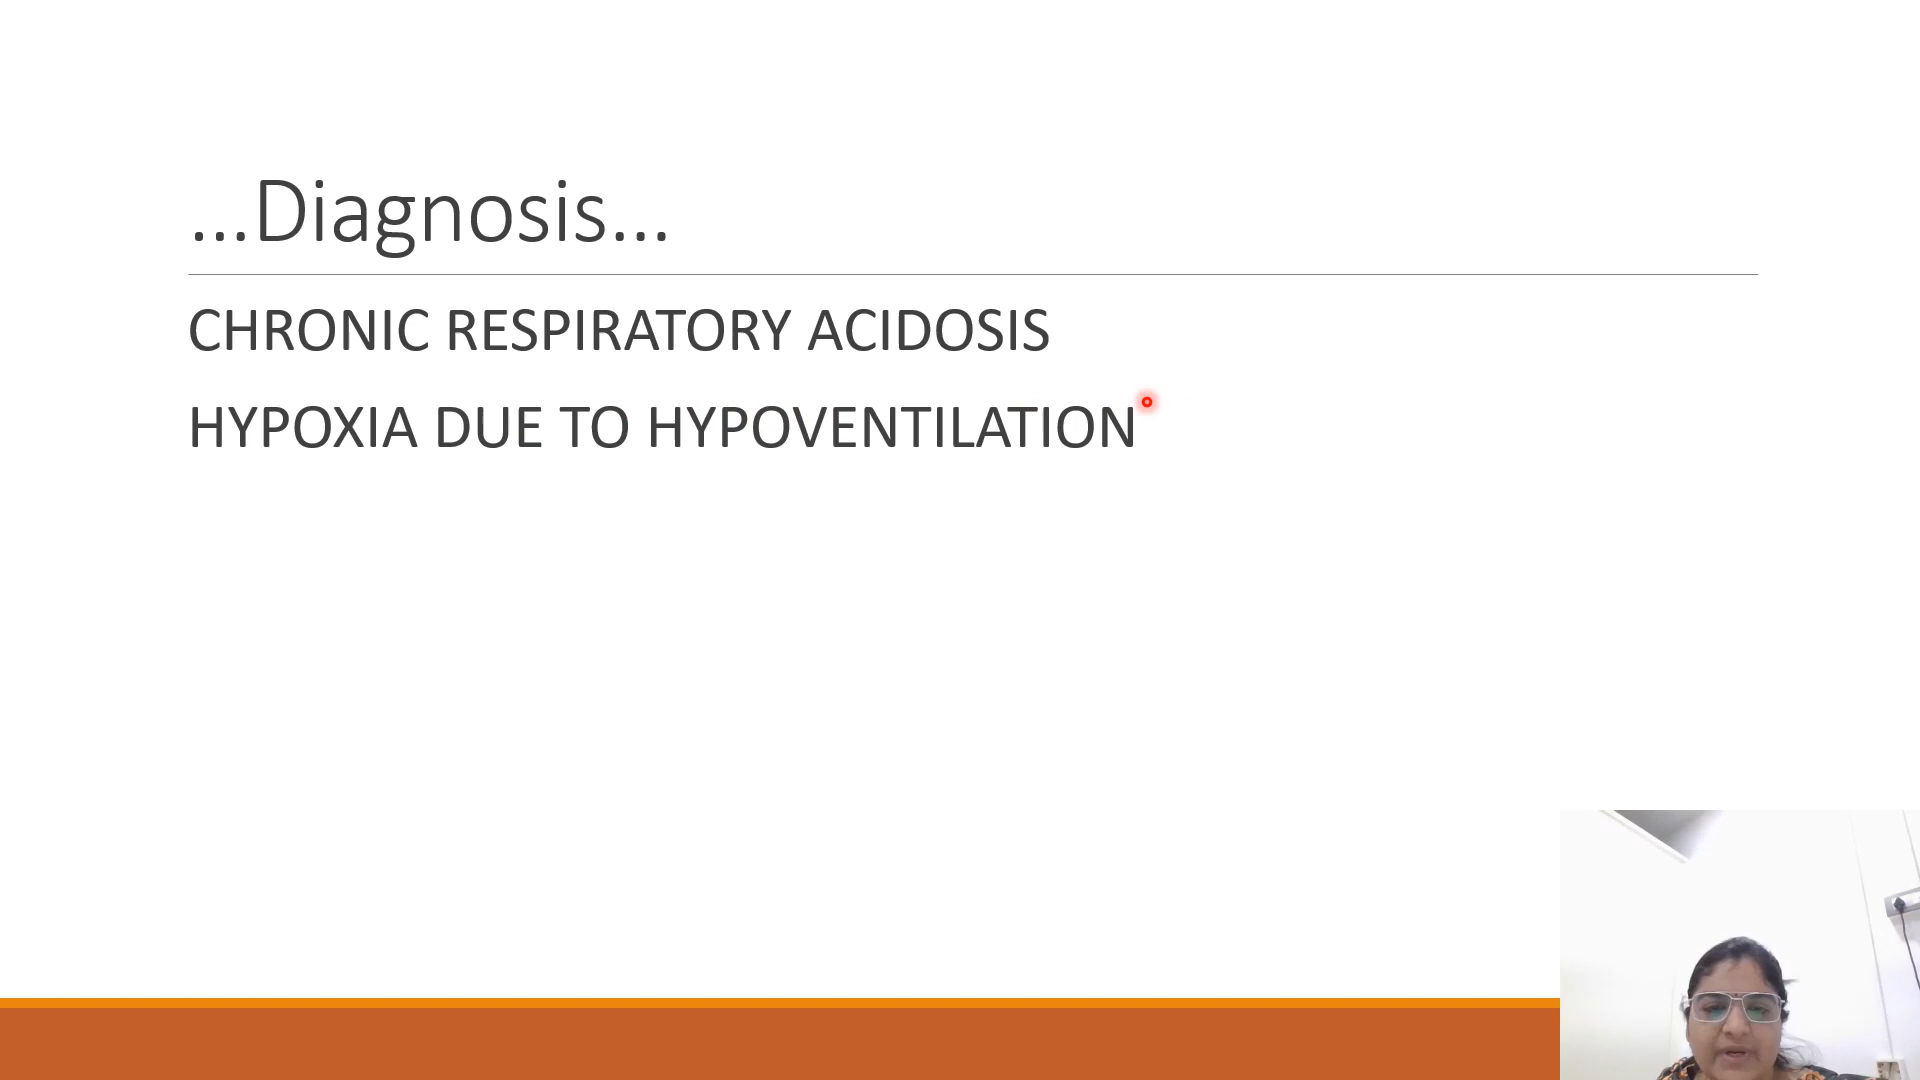 ...Diagnosis...
CHRONIC RESPIRATORY ACIDOSIS
HYPOXIA DUE TO HYPOVENTILATION